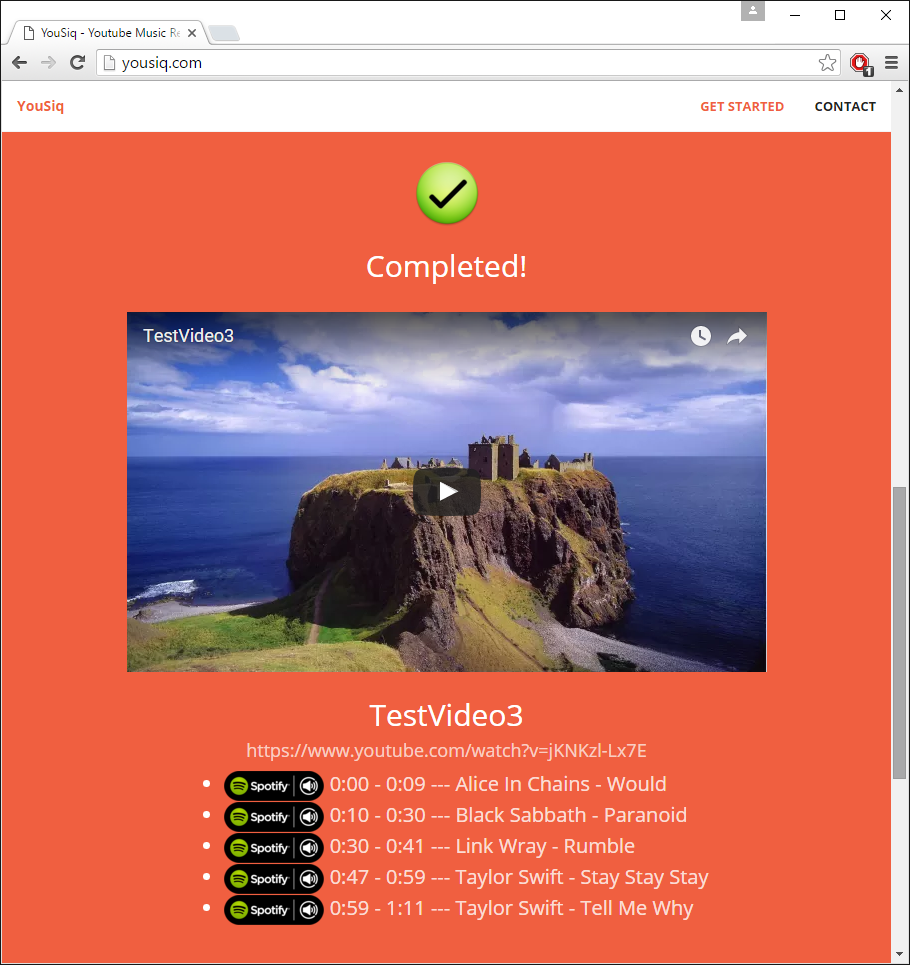 YouSiq - Youtube Music Re
yousiq.com
1
YouSiq
GET STARTED
CONTACT
Completed!
TestVideo3
TestVideo3
https://www.youtube.com/watch?v=jKNKzl-Lx7E
Spotify 0:00 - 0:09 --- Alice In Chains - Would
Spotify 0:10 - 0:30 --- Black Sabbath - Paranoid
Spotify 0:30 - 0:41 --- Link Wray - Rumble
Spotify 0:47 - 0:59 --- Taylor Swift - Stay Stay Stay
Spotify 0:59 - 1:11 --- Taylor Swift - Tell Me Why